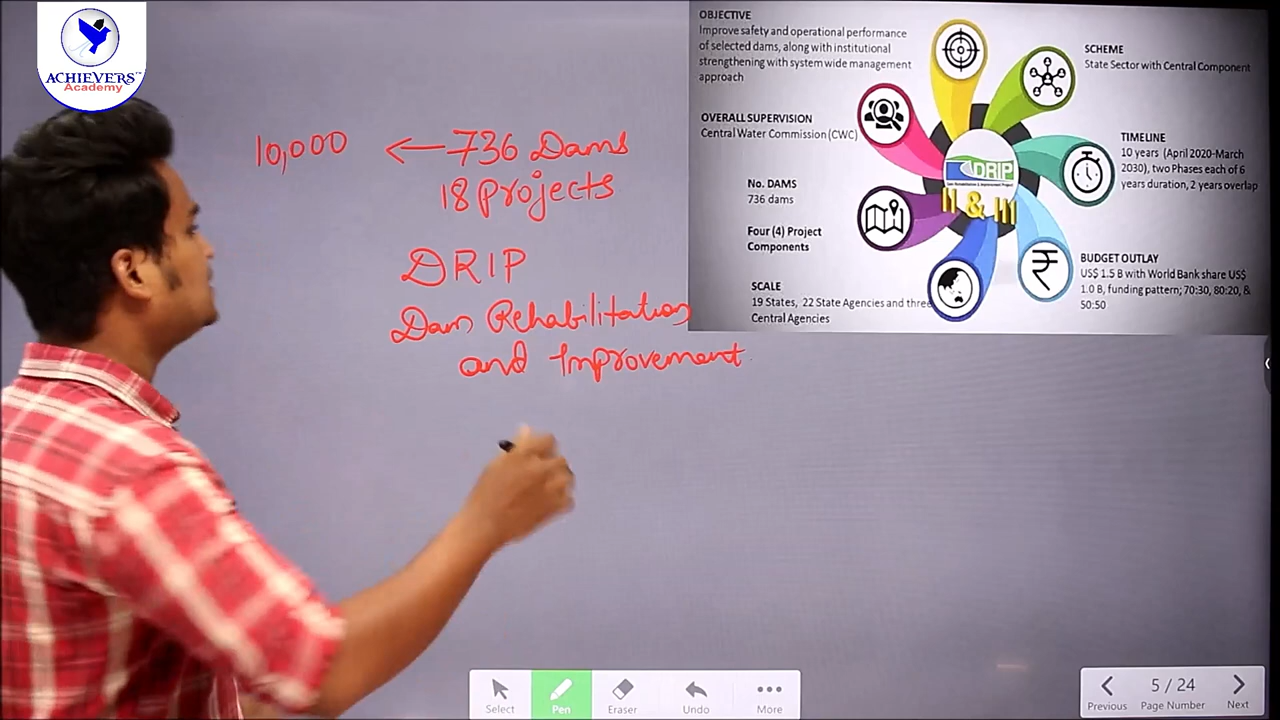 ACHIEVERS
Academy
10,000 ← 736 Dams
18 Projects
DRIP
Dam Rehabilitation
and Improvement
OBJECTIVE
Improve safety and operational performance
of selected dams, along with institutional
strengthening with system wide management
approach
OVERALL SUPERVISION
Central Water Commission (CWC)
No. DAMS
736 dams
Four (4) Project
Components
SCALE
19 States, 22 State Agencies and three
Central Agencies
DRIP
II & III
SCHEME
State Sector with Central Component
TIMELINE
10 years (April 2020-March
2030), two Phases each of 6
years duration, 2 years overlap
₹
BUDGET OUTLAY
US$ 1.5 B with World Bank share US$
1.0 B, funding pattern; 70:30, 80:20, &
50:50
Select
Pen
Eraser
Undo
More
Previous
5 / 24
Page Number
Next